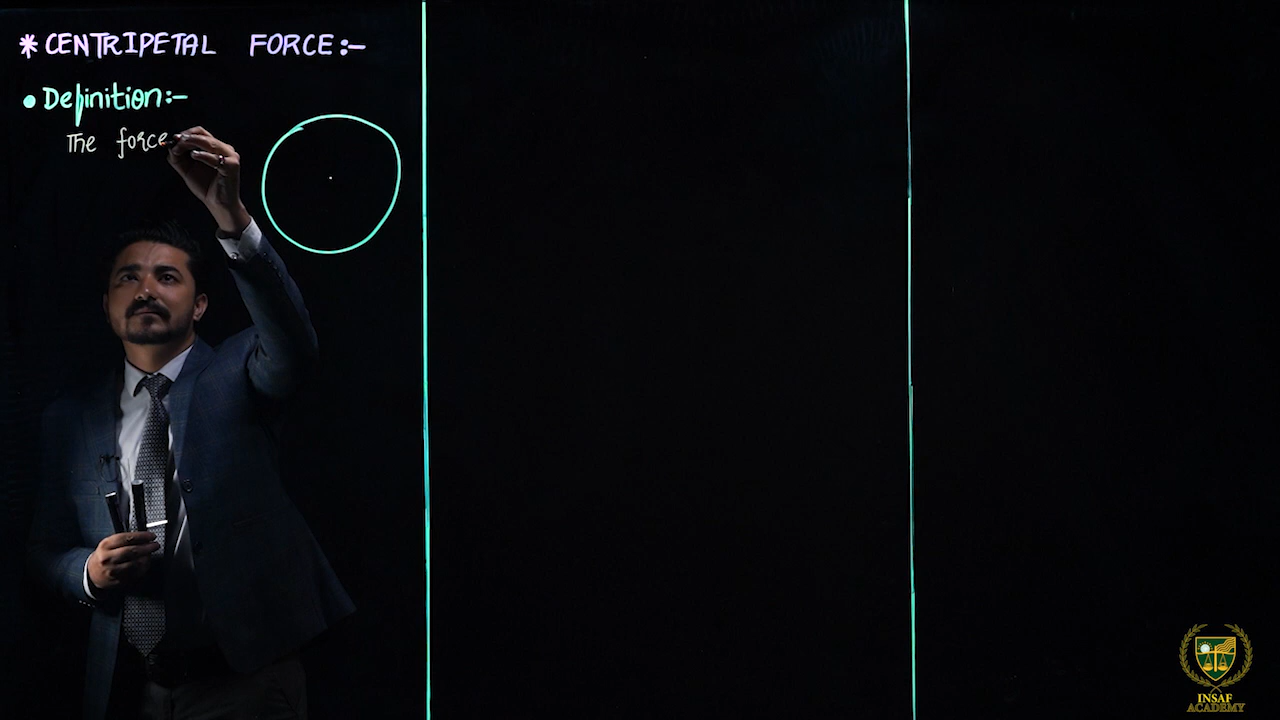 *CENTRIPETAL FORCE:-
• Definition:-
The force
INSAF
ACADEMY